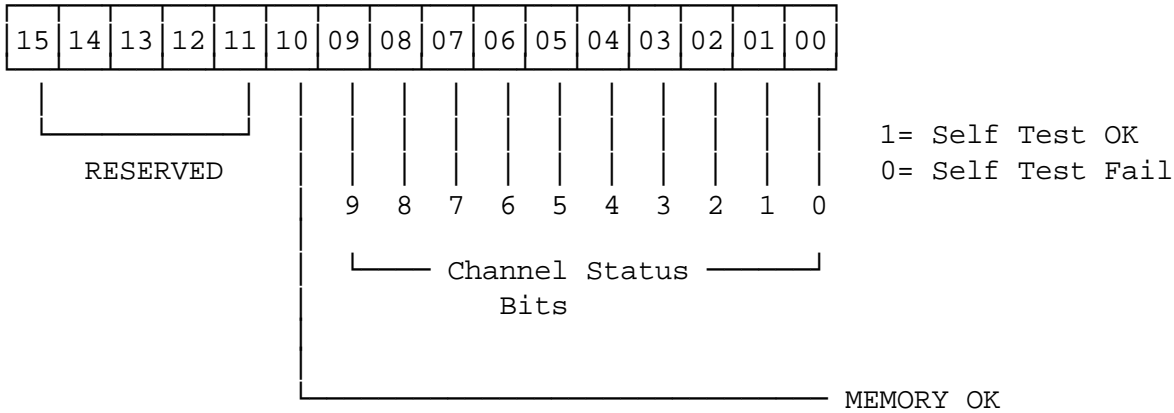 15 14 13 12 11 10 09 08 07 06 05 04 03 02 01 00
1= Self Test OK
RESERVED
0= Self Test Fail
9 8 7 6 5 4 3 2 1 0
Channel Status
Bits
MEMORY OK